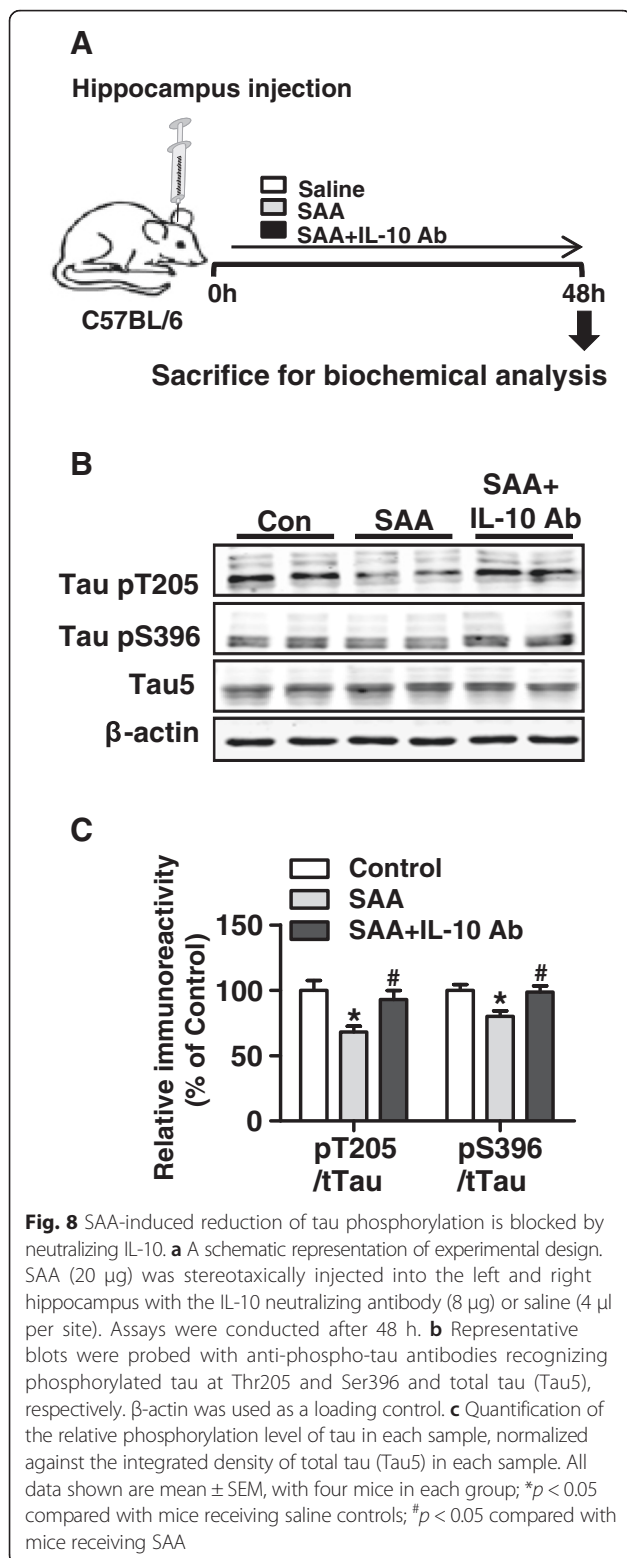 A
Hippocampus injection
Saline
SAA
SAA+IL-10 Ab
0h
48h
C57BL/6
Sacrifice for biochemical analysis
B
Con
SAA
SAA+
IL-10 Ab
Tau pT205
Tau pS396
Tau5
β-actin
C
Control
SAA
SAA+IL-10 Ab
Relative immunoreactivity
(% of Control)
150
100
50
0
*
#
*
#
pT205
/tTau
pS396
/tTau
Fig. 8 SAA-induced reduction of tau phosphorylation is blocked by
neutralizing IL-10. a A schematic representation of experimental design.
SAA (20 μg) was stereotaxically injected into the left and right
hippocampus with the IL-10 neutralizing antibody (8 μg) or saline (4 μl
per site). Assays were conducted after 48 h. b Representative
blots were probed with anti-phospho-tau antibodies recognizing
phosphorylated tau at Thr205 and Ser396 and total tau (Tau5),
respectively. β-actin was used as a loading control. c Quantification of
the relative phosphorylation level of tau in each sample, normalized
against the integrated density of total tau (Tau5) in each sample. All
data shown are mean ± SEM, with four mice in each group; *p < 0.05
compared with mice receiving saline controls; #p < 0.05 compared with
mice receiving SAA